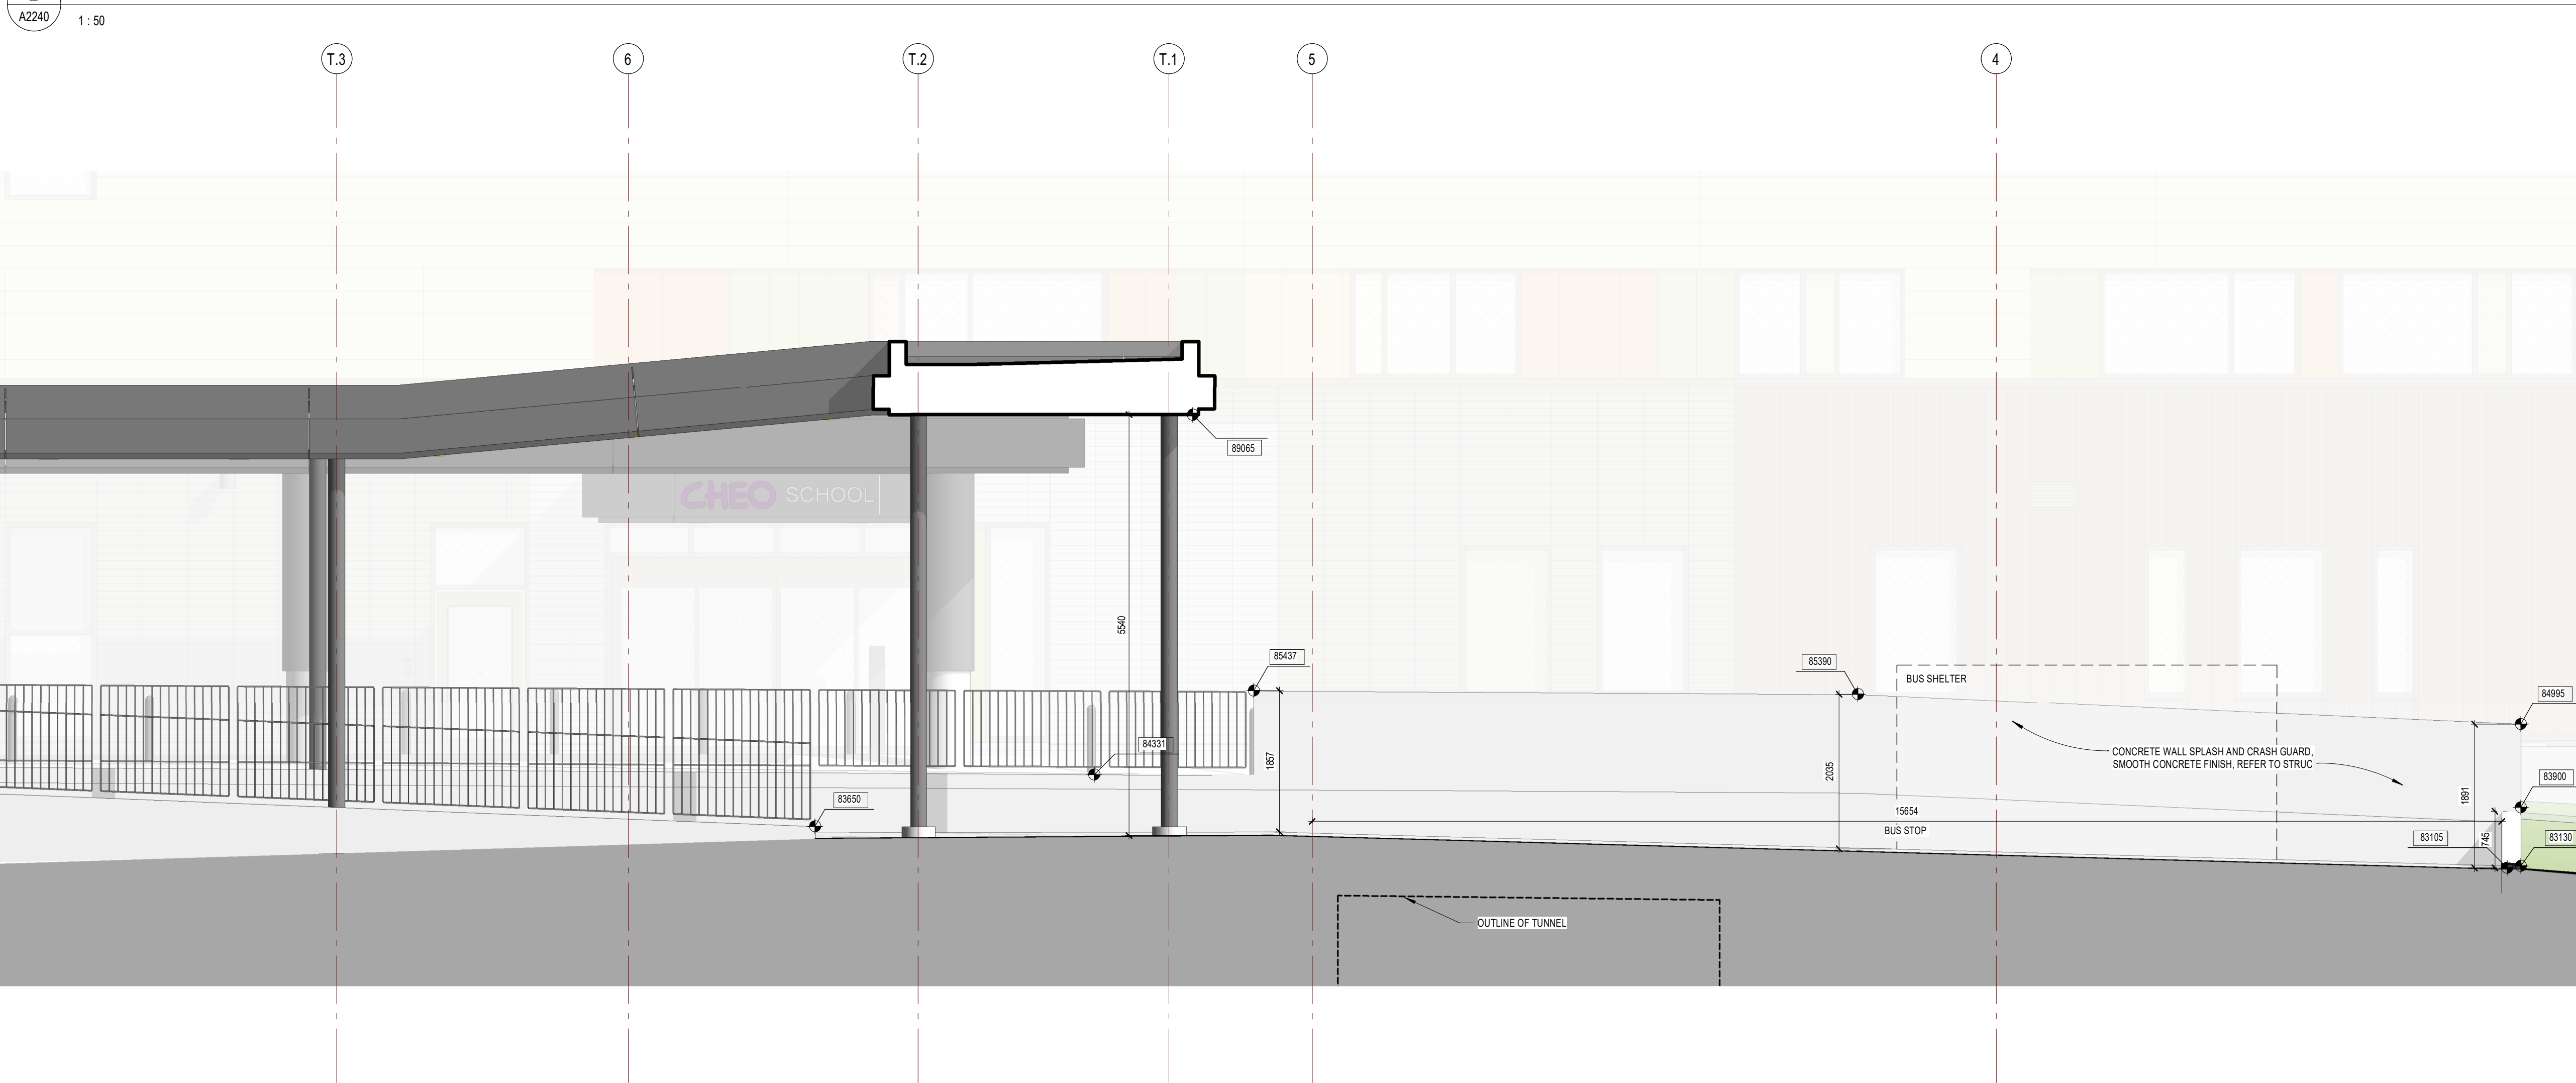 A2240
1 : 50
T.3
6
T.2
T.1
5
4
89065
CHEO SCHOOL
5540
85437
85390
BUS SHELTER
84995
84331
1857
2035
CONCRETE WALL SPLASH AND CRASH GUARD,
SMOOTH CONCRETE FINISH, REFER TO STRUC
83900
1891
83650
15654
BUS STOP
83105
745
83130
OUTLINE OF TUNNEL